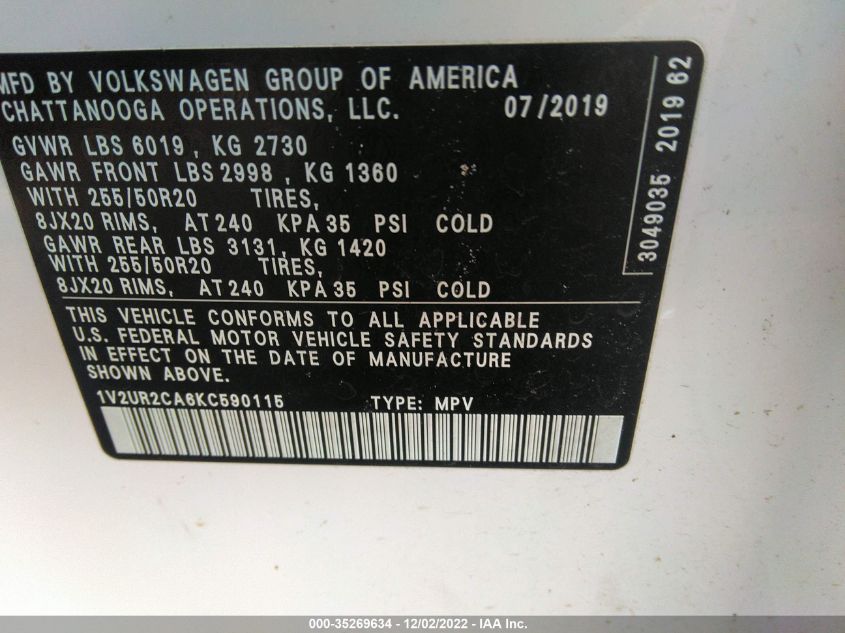 MFD BY VOLKSWAGEN GROUP OF AMERICA
CHATTANOOGA OPERATIONS, LLC. 07/2019
GVWR LBS 6019 , KG 2730
GAWR FRONT LBS 2998 , KG 1360
WITH 255/50R20 TIRES,
8JX20 RIMS, AT 240 KPA 35 PSI COLD
GAWR REAR LBS 3131, KG 1420
WITH 255/50R20 TIRES,
8JX20 RIMS, AT 240 KPA 35 PSI COLD
THIS VEHICLE CONFORMS TO ALL APPLICABLE
U.S. FEDERAL MOTOR VEHICLE SAFETY STANDARDS
IN EFFECT ON THE DATE OF MANUFACTURE
SHOWN ABOVE.
1V2UR2CA6KC590115 TYPE: MPV
3049035 2019 62
000-35269634 - 12/02/2022 - IAA Inc.